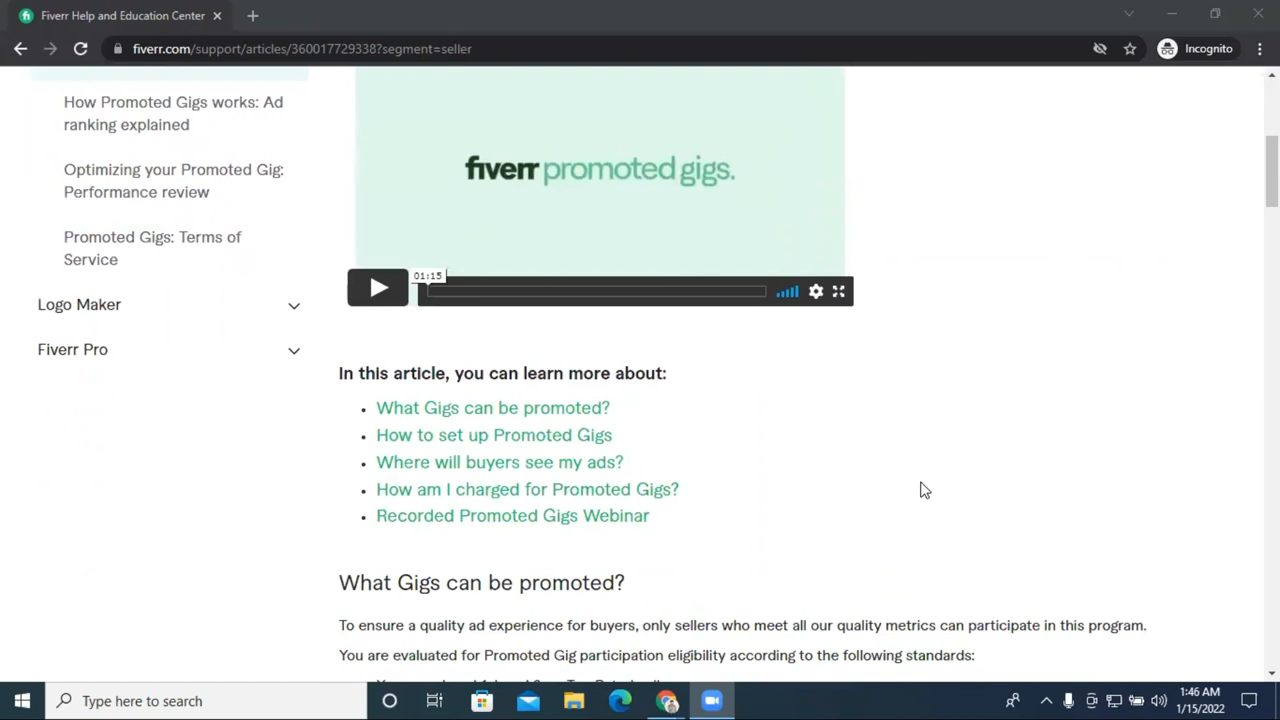 Fiverr Help and Education Center
fiverr.com/support/articles/360017729338?segment=seller
Incognito
How Promoted Gigs works: Ad
ranking explained
Optimizing your Promoted Gig:
Performance review
Promoted Gigs: Terms of
Service
Logo Maker
Fiverr Pro
fiverr promoted gigs.
01:15
In this article, you can learn more about:
What Gigs can be promoted?
How to set up Promoted Gigs
Where will buyers see my ads?
How am I charged for Promoted Gigs?
Recorded Promoted Gigs Webinar
What Gigs can be promoted?
To ensure a quality ad experience for buyers, only sellers who meet all our quality metrics can participate in this program.
You are evaluated for Promoted Gig participation eligibility according to the following standards:
Type here to search
1:46 AM
1/15/2022